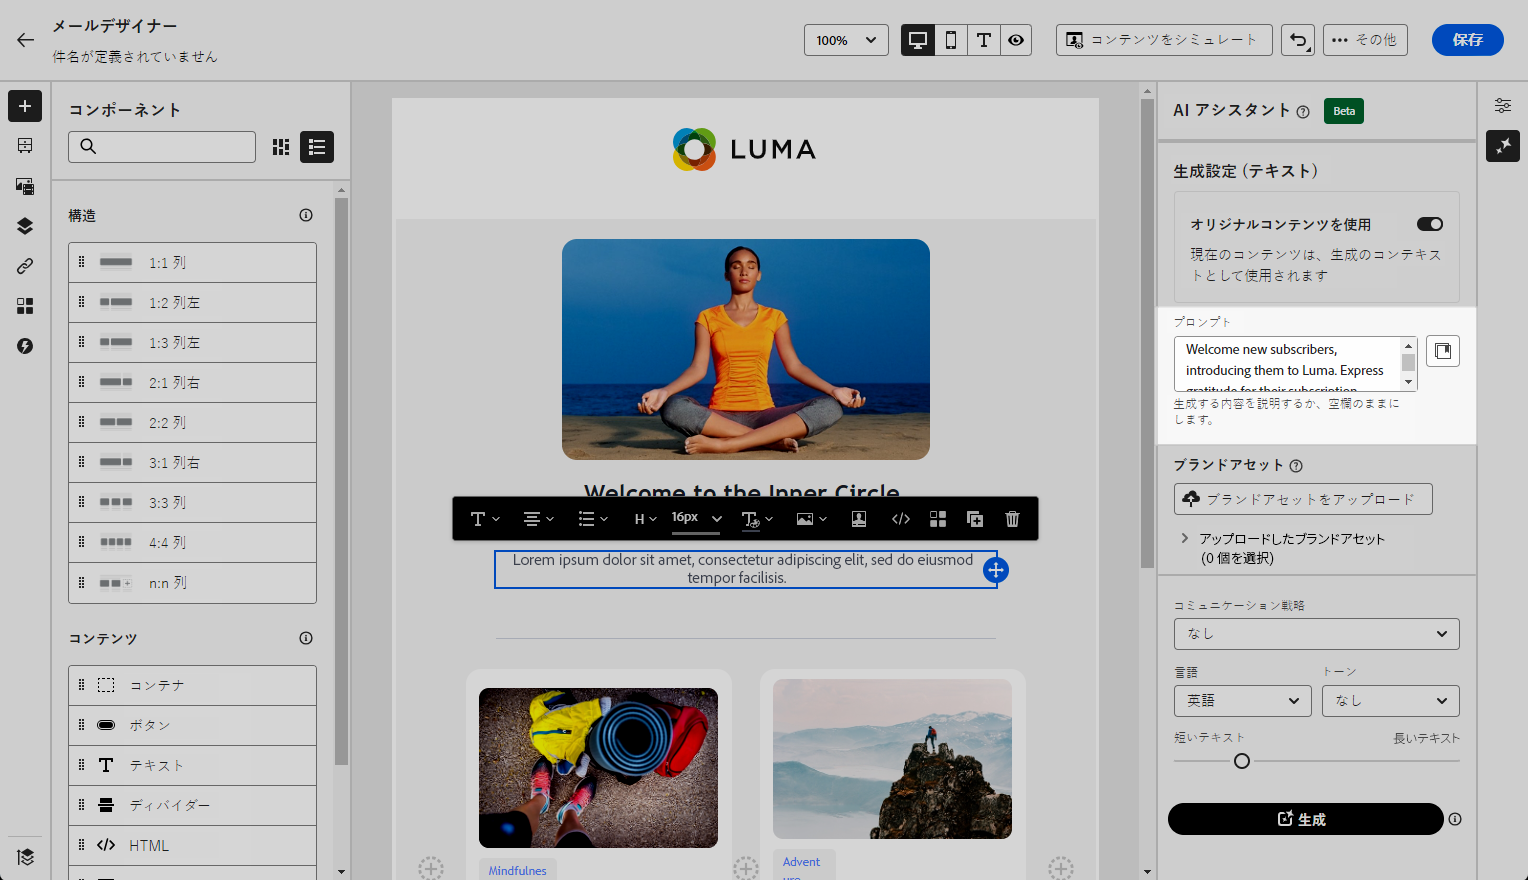 メールデザイナー
件名が定義されていません
100%
コンテンツをシミュレート
その他
保存
コンポーネント
構造
1:1 列
1:2 列左
1:3 列左
2:1 列右
2:2 列
3:1 列右
3:3 列
4:4 列
n:n 列
コンテンツ
コンテナ
ボタン
テキスト
ディバイダー
HTML
LUMA
Welcome to the Inner Circle
H
16px
Lorem ipsum dolor sit amet, consectetur adipiscing elit, sed do eiusmod
tempor facilisis.
Mindfulnes
Advent
ure
AI アシスタント
Beta
生成設定 (テキスト)
オリジナルコンテンツを使用
現在のコンテンツは、生成のコンテキス
トとして使用されます
プロンプト
Welcome new subscribers,
introducing them to Luma. Express
gratitude for their subscription
生成する内容を説明するか、空欄のままに
します。
ブランドアセット
ブランドアセットをアップロード
アップロードしたブランドアセット
(0 個を選択)
コミュニケーション戦略
なし
言語
トーン
英語
なし
短いテキスト
長いテキスト
生成